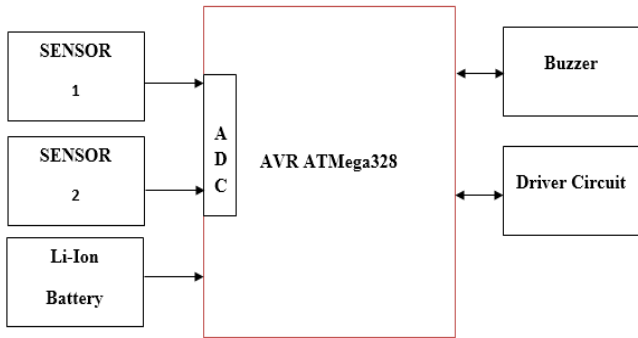 SENSOR
1
SENSOR
2
Li-Ion
Battery
A
D
C
AVR ATMega328
Buzzer
Driver Circuit